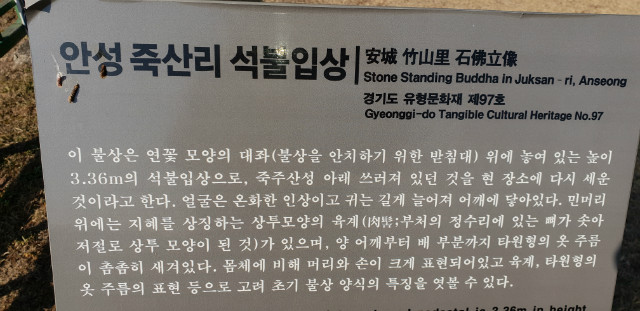 안성 죽산리 석불입상
安城 竹山里 石佛立像
Stone Standing Buddha in Juksan - ri, Anseong
경기도 유형문화재 제97호
Gyeonggi-do Tangible Cultural Heritage No.97
이 불상은 연꽃 모양의 대좌(불상을 안치하기 위한 받침대) 위에 놓여 있는 높이
3.36m의 석불입상으로, 죽주산성 아래 쓰러져 있던 것을 현 장소에 다시 세운
것이라고 한다. 얼굴은 온화한 인상이고 귀는 길게 늘어져 어깨에 닿아있다. 민머리
위에는 지혜를 상징하는 상투모양의 육계(肉髻;부처의 정수리에 있는 뼈가 솟아
저절로 상투 모양이 된 것)가 있으며, 양 어깨부터 배 부분까지 타원형의 옷 주름
이 촘촘히 새겨있다. 몸체에 비해 머리와 손이 크게 표현되어있고 육계, 타원형의
옷 주름의 표현 등으로 고려 초기 불상 양식의 특징을 엿볼 수 있다.
pedestal is 3.36m in height